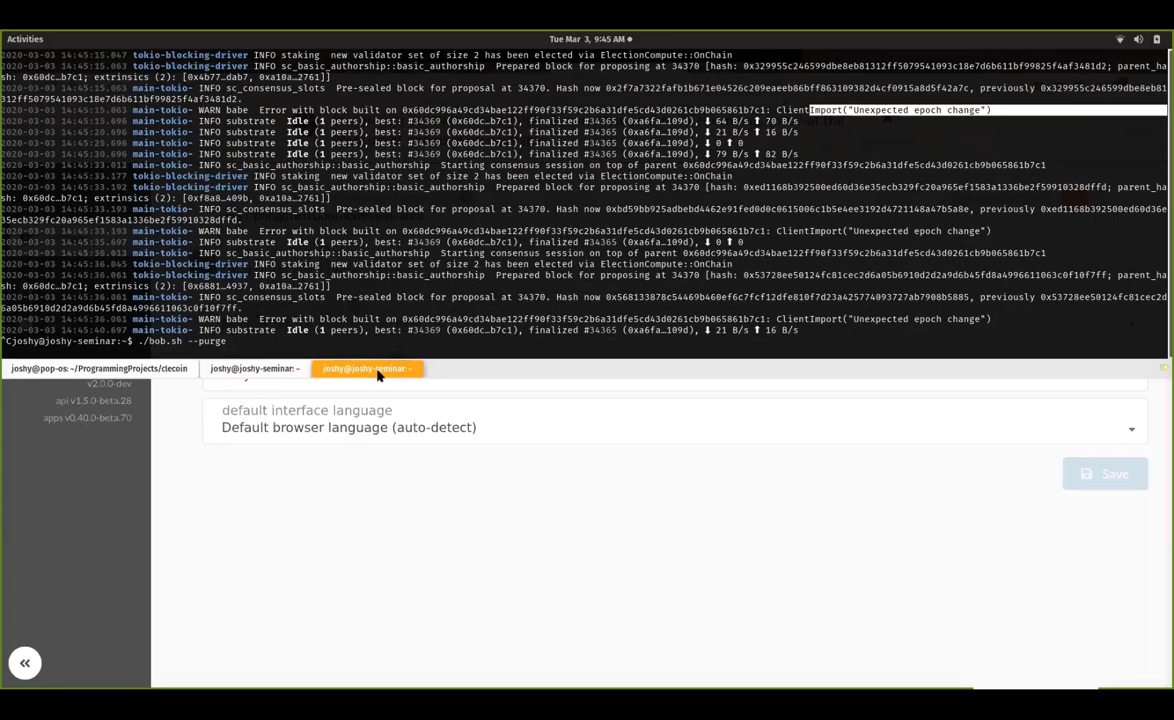 Activities
Tue Mar 3, 9:45 AM
2020-03-03 14:45:15.047 tokio-blocking-driver INFO staking  new validator set of size 2 has been elected via ElectionCompute::OnChain
2020-03-03 14:45:15.063 tokio-blocking-driver INFO sc_basic_authorship::basic_authorship  Prepared block for proposing at 34370 [hash: 0x329955c246599dbe8eb81312ff5079541093c18e7d6b611bf99825f4af3481d2; parent_ha
sh: 0x60dc…b7c1; extrinsics (2): [0x4b77…dab7, 0xa10a…2761]]
2020-03-03 14:45:15.063 main-tokio- INFO sc_consensus_slots  Pre-sealed block for proposal at 34370. Hash now 0x2f7a7322fafb1b671e04526c209eaeeb86bff863109382d4cf0915a8d5f42a7c, previously 0x329955c246599dbe8eb81
312ff5079541093c18e7d6b611bf99825f4af3481d2.
main-tokio- WARN babe  Error with block built on 0x60dc996a49cd34bae122ff90f33f59c2b6a31dfe5cd43d0261cb9b065861b7c1: ClientImport("Unexpected epoch change")
2020-03-03 14:45:15.696 main-tokio- INFO substrate  Idle (1 peers), best: #34369 (0x60dc…b7c1), finalized #34365 (0xa6fa…109d), ⬇ 64 B/s ⬆ 70 B/s
2020-03-03 14:45:20.696 main-tokio- INFO substrate  Idle (1 peers), best: #34369 (0x60dc…b7c1), finalized #34365 (0xa6fa…109d), ⬇ 21 B/s ⬆ 16 B/s
2020-03-03 14:45:25.696 main-tokio- INFO substrate  Idle (1 peers), best: #34369 (0x60dc…b7c1), finalized #34365 (0xa6fa…109d), ⬇ 0 ⬆ 0
2020-03-03 14:45:30.696 main-tokio- INFO substrate  Idle (1 peers), best: #34369 (0x60dc…b7c1), finalized #34365 (0xa6fa…109d), ⬇ 79 B/s ⬆ 82 B/s
main-tokio- INFO sc_basic_authorship::basic_authorship  Starting consensus session on top of parent 0x60dc996a49cd34bae122ff90f33f59c2b6a31dfe5cd43d0261cb9b065861b7c1
2020-03-03 14:45:33.177 tokio-blocking-driver INFO staking  new validator set of size 2 has been elected via ElectionCompute::OnChain
2020-03-03 14:45:33.192 tokio-blocking-driver INFO sc_basic_authorship::basic_authorship  Prepared block for proposing at 34370 [hash: 0xed1168b392500ed60d36e35ecb329fc20a965ef1583a1336be2f59910328dffd; parent_ha
sh: 0x60dc…b7c1; extrinsics (2): [0xf8a8…409b, 0xa10a…2761]]
2020-03-03 14:45:33.193 main-tokio- INFO sc_consensus_slots  Pre-sealed block for proposal at 34370. Hash now 0xbd59bb925adbebd4462e91fed0d0c0615006c1b5e4ee3192d4721148a47b5a8e, previously 0xed1168b392500ed60d36e
35ecb329fc20a965ef1583a1336be2f59910328dffd.
2020-03-03 14:45:33.193 main-tokio- WARN babe  Error with block built on 0x60dc996a49cd34bae122ff90f33f59c2b6a31dfe5cd43d0261cb9b065861b7c1: ClientImport("Unexpected epoch change")
2020-03-03 14:45:35.697 main-tokio- INFO substrate  Idle (1 peers), best: #34369 (0x60dc…b7c1), finalized #34365 (0xa6fa…109d), ⬇ 0 ⬆ 0
2020-03-03 14:45:36.013 main-tokio- INFO sc_basic_authorship::basic_authorship  Starting consensus session on top of parent 0x60dc996a49cd34bae122ff90f33f59c2b6a31dfe5cd43d0261cb9b065861b7c1
2020-03-03 14:45:36.045 tokio-blocking-driver INFO staking  new validator set of size 2 has been elected via ElectionCompute::OnChain
2020-03-03 14:45:36.061 tokio-blocking-driver INFO sc_basic_authorship::basic_authorship  Prepared block for proposing at 34370 [hash: 0x53728ee50124fc81cec2d6a05b6910d2d2a9d6b45fd8a4996611063c0f10f7ff; parent_ha
sh: 0x60dc…b7c1; extrinsics (2): [0x6881…4937, 0xa10a…2761]]
2020-03-03 14:45:36.061 main-tokio- INFO sc_consensus_slots  Pre-sealed block for proposal at 34370. Hash now 0x568133878c54469b460ef6c7fcf12dfe810f7d23a425774093727ab7908b5885, previously 0x53728ee50124fc81cec2d
6a05b6910d2d2a9d6b45fd8a4996611063c0f10f7ff.
2020-03-03 14:45:36.061 main-tokio- WARN babe  Error with block built on 0x60dc996a49cd34bae122ff90f33f59c2b6a31dfe5cd43d0261cb9b065861b7c1: ClientImport("Unexpected epoch change")
2020-03-03 14:45:40.697 main-tokio- INFO substrate  Idle (1 peers), best: #34369 (0x60dc…b7c1), finalized #34365 (0xa6fa…109d), ⬇ 21 B/s ⬆ 16 B/s
^Cjoshy@joshy-seminar:~$ ./bob.sh --purge
joshy@pop-os: ~/ProgrammingProjects/clecoin
joshy@joshy-seminar: ~
joshy@joshy-seminar: ~
v2.0.0-dev
api v1.5.0-beta.28
apps v0.40.0-beta.70
default interface language
Default browser language (auto-detect)
Save